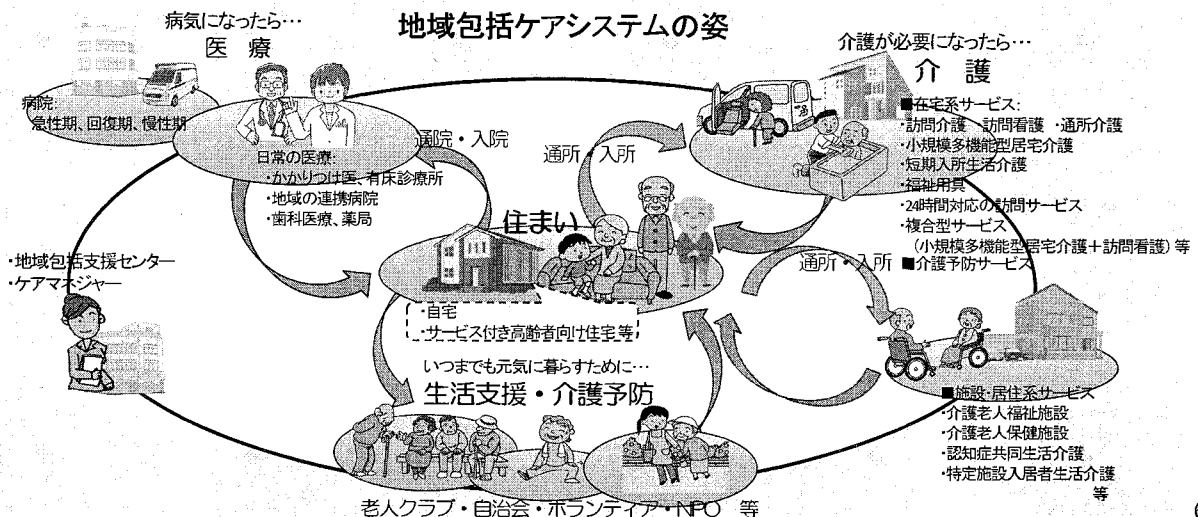 地域包括ケアシステムの姿
病気になったら…
医 療
病院:
急性期、回復期、慢性期
日常の医療:
・かかりつけ医、有床診療所
・地域の連携病院
・歯科医療、薬局
通院・入院
通所・入所
介護が必要になったら…
介 護
■在宅系サービス:
・訪問介護 ・訪問看護 ・通所介護
・小規模多機能型居宅介護
・短期入所生活介護
・福祉用具
・24時間対応の訪問サービス
・複合型サービス
(小規模多機能型居宅介護+訪問看護)等
■介護予防サービス
住まい
・自宅
・サービス付き高齢者向け住宅等
通所・入所
・地域包括支援センター
・ケアマネジャー
■施設・居住系サービス
・介護老人福祉施設
・介護老人保健施設
・認知症共同生活介護
・特定施設入居者生活介護
等
いつまでも元気に暮らすために…
生活支援・介護予防
老人クラブ・自治会・ボランティア・NPO 等